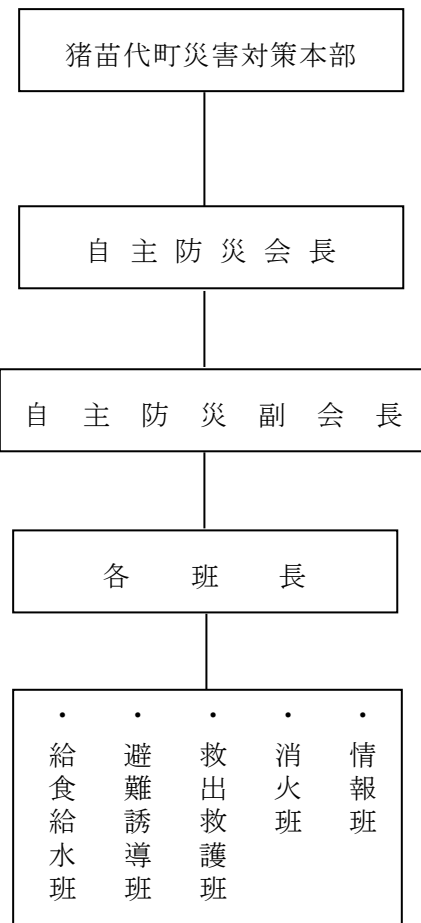 猪苗代町災害対策本部
自主防災会長
自主防災副会長
各班長
・情報班
・消火班
・救出救護班
・避難誘導班
・給食給水班